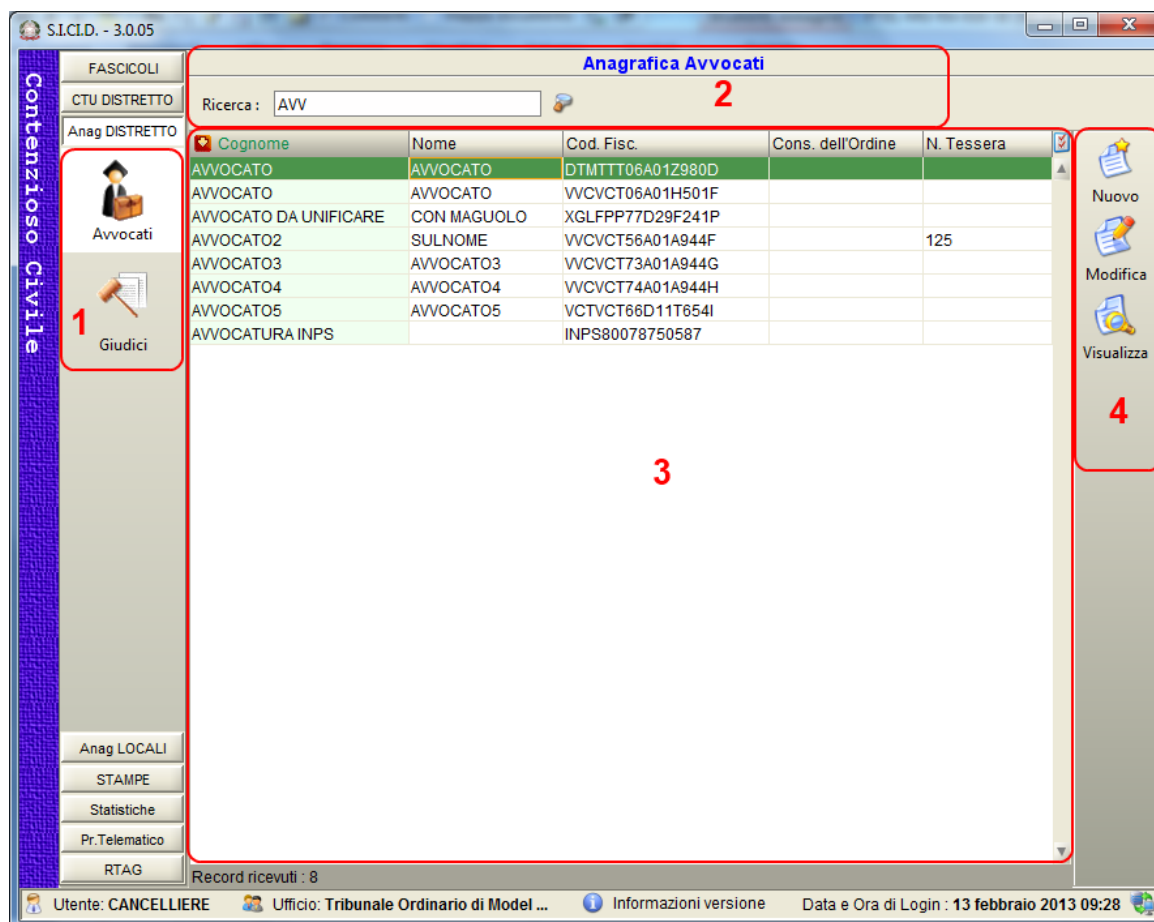 S.I.C.I.D. - 3.0.05
Contenzioso Civile
FASCICOLI
CTU DISTRETTO
Anag DISTRETTO
Avvocati
1
Giudici
Anag LOCALI
STAMPE
Statistiche
Pr.Telematico
RTAG
Anagrafica Avvocati
Ricerca : AVV
2
Cognome Nome Cod. Fisc. Cons. dell'Ordine N. Tessera
AVVOCATO AVVOCATO DTMTTT06A01Z980D
AVVOCATO AVVOCATO VVCVCT06A01H501F
AVVOCATO DA UNIFICARE CON MAGUOLO XGLFPP77D29F241P
AVVOCATO2 SULNOME VVCVCT56A01A944F 125
AVVOCATO3 AVVOCATO3 VVCVCT73A01A944G
AVVOCATO4 AVVOCATO4 VVCVCT74A01A944H
AVVOCATO5 AVVOCATO5 VCTVCT66D11T654I
AVVOCATURA INPS INPS80078750587
3
Nuovo
Modifica
Visualizza
4
Record ricevuti : 8
Utente: CANCELLIERE Ufficio: Tribunale Ordinario di Model ... Informazioni versione Data e Ora di Login : 13 febbraio 2013 09:28